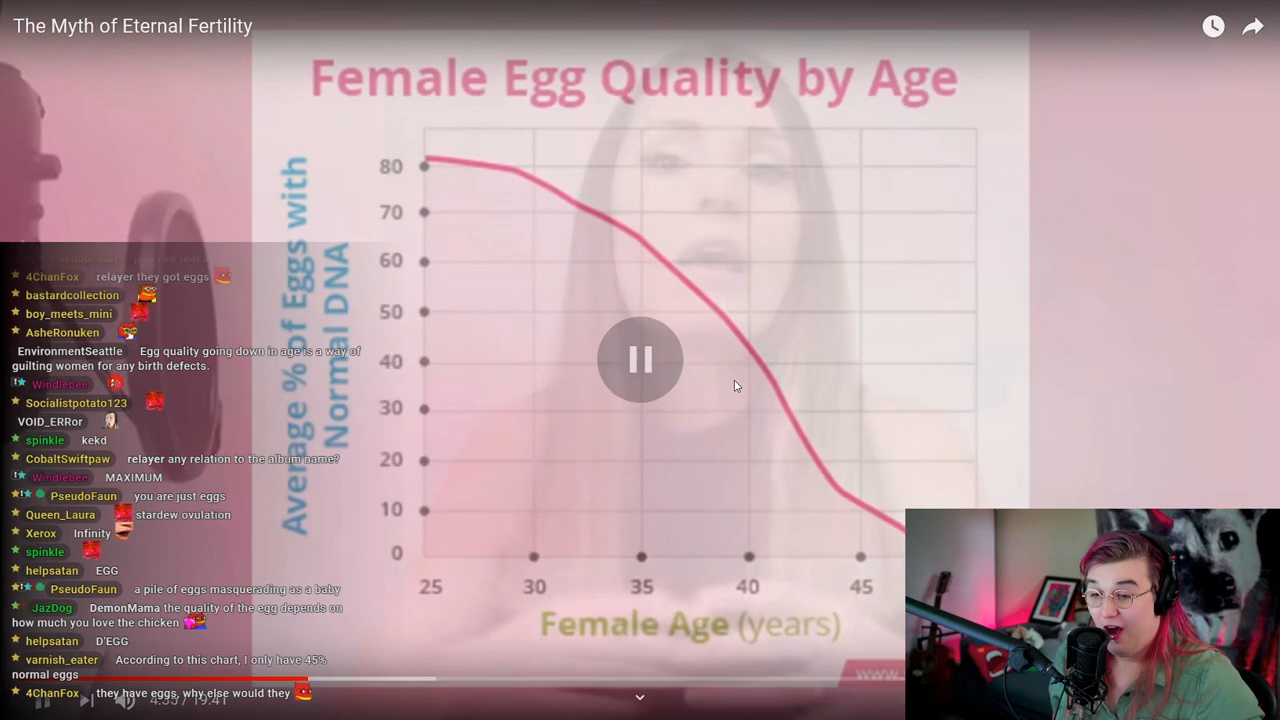 The Myth of Eternal Fertility
Female Egg Quality by Age
Average % of Eggs with
Normal DNA
80
70
60
50
40
30
20
10
0
25 30 35 40 45
Female Age (years)
www.
4ChanFox relayer they got eggs
bastardcollection
boy_meets_mini
AsheRonuken
EnvironmentSeattle Egg quality going down in age is a way of
guilting women for any birth defects.
Windlebee
Socialistpotato123
VOID_ERRor
spinkle kekd
CobaltSwiftpaw relayer any relation to the album name?
Windlebee MAXIMUM
PseudoFaun you are just eggs
Queen_Laura stardew ovulation
Xerox Infinity
spinkle
helpsatan EGG
PseudoFaun a pile of eggs masquerading as a baby
JazDog DemonMama the quality of the egg depends on
how much you love the chicken
helpsatan D'EGG
varnish_eater According to this chart, I only have 45%
normal eggs
4ChanFox they have eggs, why else would they
4:35 / 19:41